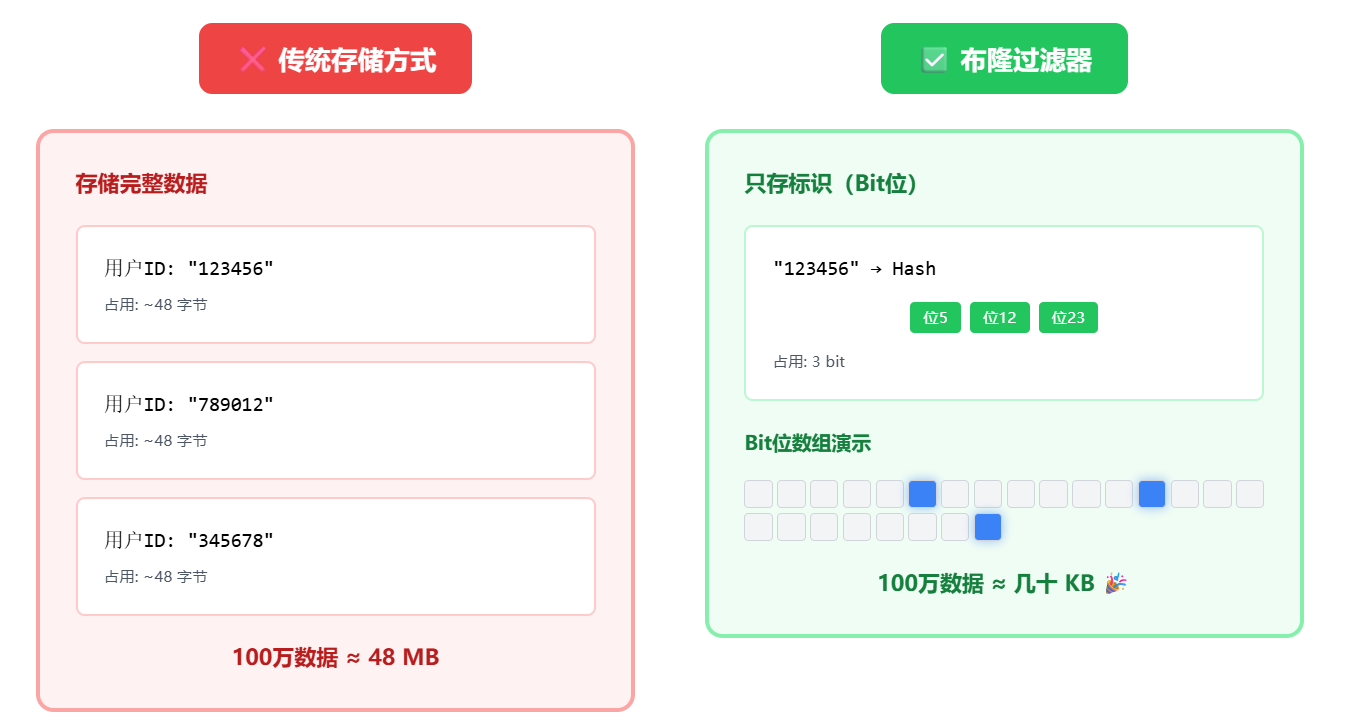 ❌ 传统存储方式
存储完整数据
用户ID: "123456"
占用: ~48 字节
用户ID: "789012"
占用: ~48 字节
用户ID: "345678"
占用: ~48 字节
100万数据 ≈ 48 MB
✅ 布隆过滤器
只存标识（Bit位）
"123456" → Hash
位5 位12 位23
占用: 3 bit
Bit位数组演示
100万数据 ≈ 几十 KB 🎉